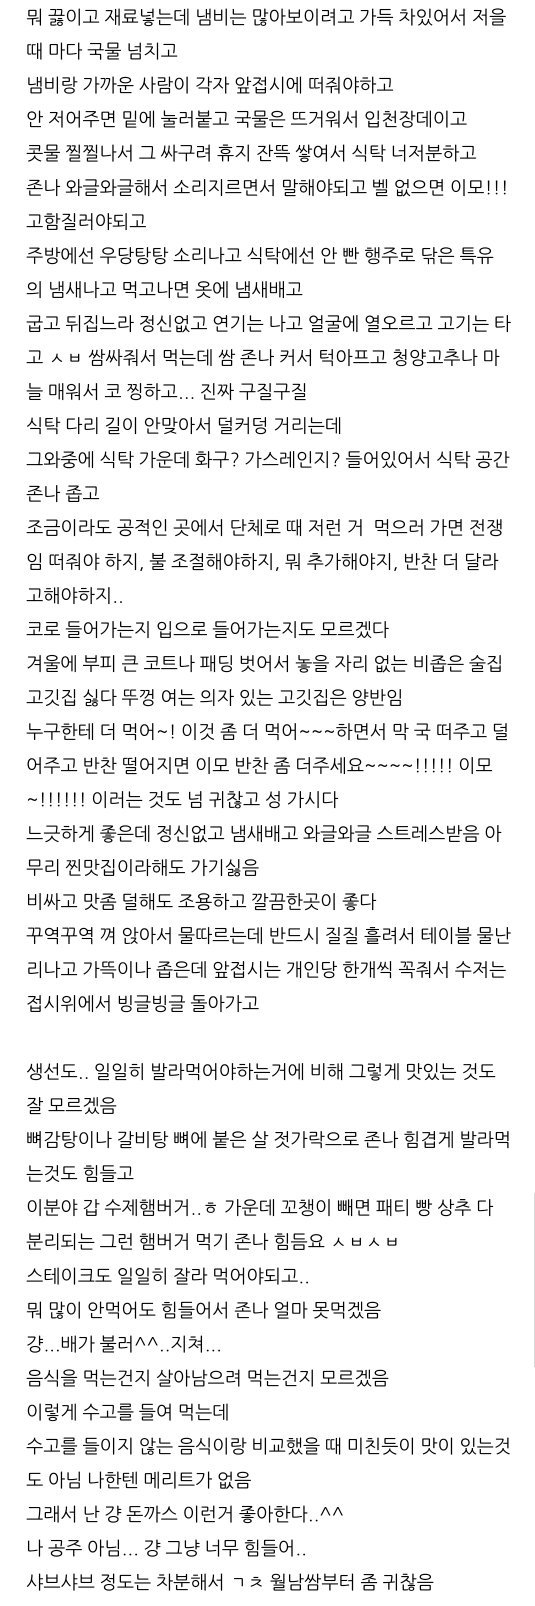 뭐 끓이고 재료넣는데 냄비는 많아보이려고 가득 차있어서 저을
때 마다 국물 넘치고
냄비랑 가까운 사람이 각자 앞접시에 떠줘야하고
안 저어주면 밑에 눌러붙고 국물은 뜨거워서 입천장데이고
콧물 찔찔나서 그 싸구려 휴지 잔뜩 쌓여서 식탁 너저분하고
존나 와글와글해서 소리지르면서 말해야되고 벨 없으면 이모!!!
고함질러야되고
주방에선 우당탕탕 소리나고 식탁에선 안 빤 행주로 닦은 특유
의 냄새나고 먹고나면 옷에 냄새배고
굽고 뒤집느라 정신없고 연기는 나고 얼굴에 열오르고 고기는 타
고 ㅅㅂ 쌈싸줘서 먹는데 쌈 존나 커서 턱아프고 청양고추나 마
늘 매워서 코 찡하고... 진짜 구질구질
식탁 다리 길이 안맞아서 덜커덩 거리는데
그와중에 식탁 가운데 화구? 가스레인지? 들어있어서 식탁 공간
존나 좁고
조금이라도 공적인 곳에서 단체로 때 저런 거  먹으러 가면 전쟁
임 떠줘야 하지, 불 조절해야하지, 뭐 추가해야지, 반찬 더 달라
고해야하지..
코로 들어가는지 입으로 들어가는지도 모르겠다
겨울에 부피 큰 코트나 패딩 벗어서 놓을 자리 없는 비좁은 술집
고깃집 싫다 뚜껑 여는 의자 있는 고깃집은 양반임
누구한테 더 먹어~! 이것 좀 더 먹어~~~하면서 막 국 떠주고 덜
어주고 반찬 떨어지면 이모 반찬 좀 더주세요~~~~!!!!! 이모
~!!!!!! 이러는 것도 넘 귀찮고 성 가시다
느긋하게 좋은데 정신없고 냄새배고 와글와글 스트레스받음 아
무리 찐맛집이라해도 가기싫음
비싸고 맛좀 덜해도 조용하고 깔끔한곳이 좋다
꾸역꾸역 껴 앉아서 물따르는데 반드시 질질 흘려서 테이블 물난
리나고 가뜩이나 좁은데 앞접시는 개인당 한개씩 꼭줘서 수저는
접시위에서 빙글빙글 돌아가고
생선도.. 일일히 발라먹어야하는거에 비해 그렇게 맛있는 것도
잘 모르겠음
뼈감탕이나 갈비탕 뼈에 붙은 살 젓가락으로 존나 힘겹게 발라먹
는것도 힘들고
이분야 갑 수제햄버거..ㅎ 가운데 꼬챙이 빼면 패티 빵 상추 다
분리되는 그런 햄버거 먹기 존나 힘듬요 ㅅㅂㅅㅂ
스테이크도 일일히 잘라 먹어야되고..
뭐 많이 안먹어도 힘들어서 존나 얼마 못먹겠음
걍...배가 불러^^..지쳐...
음식을 먹는건지 살아남으려 먹는건지 모르겠음
이렇게 수고를 들여 먹는데
수고를 들이지 않는 음식이랑 비교했을 때 미친듯이 맛이 있는것
도 아님 나한텐 메리트가 없음
그래서 난 걍 돈까스 이런거 좋아한다..^^
나 공주 아님... 걍 그냥 너무 힘들어..
샤브샤브 정도는 차분해서 ㄱㅊ 월남쌈부터 좀 귀찮음